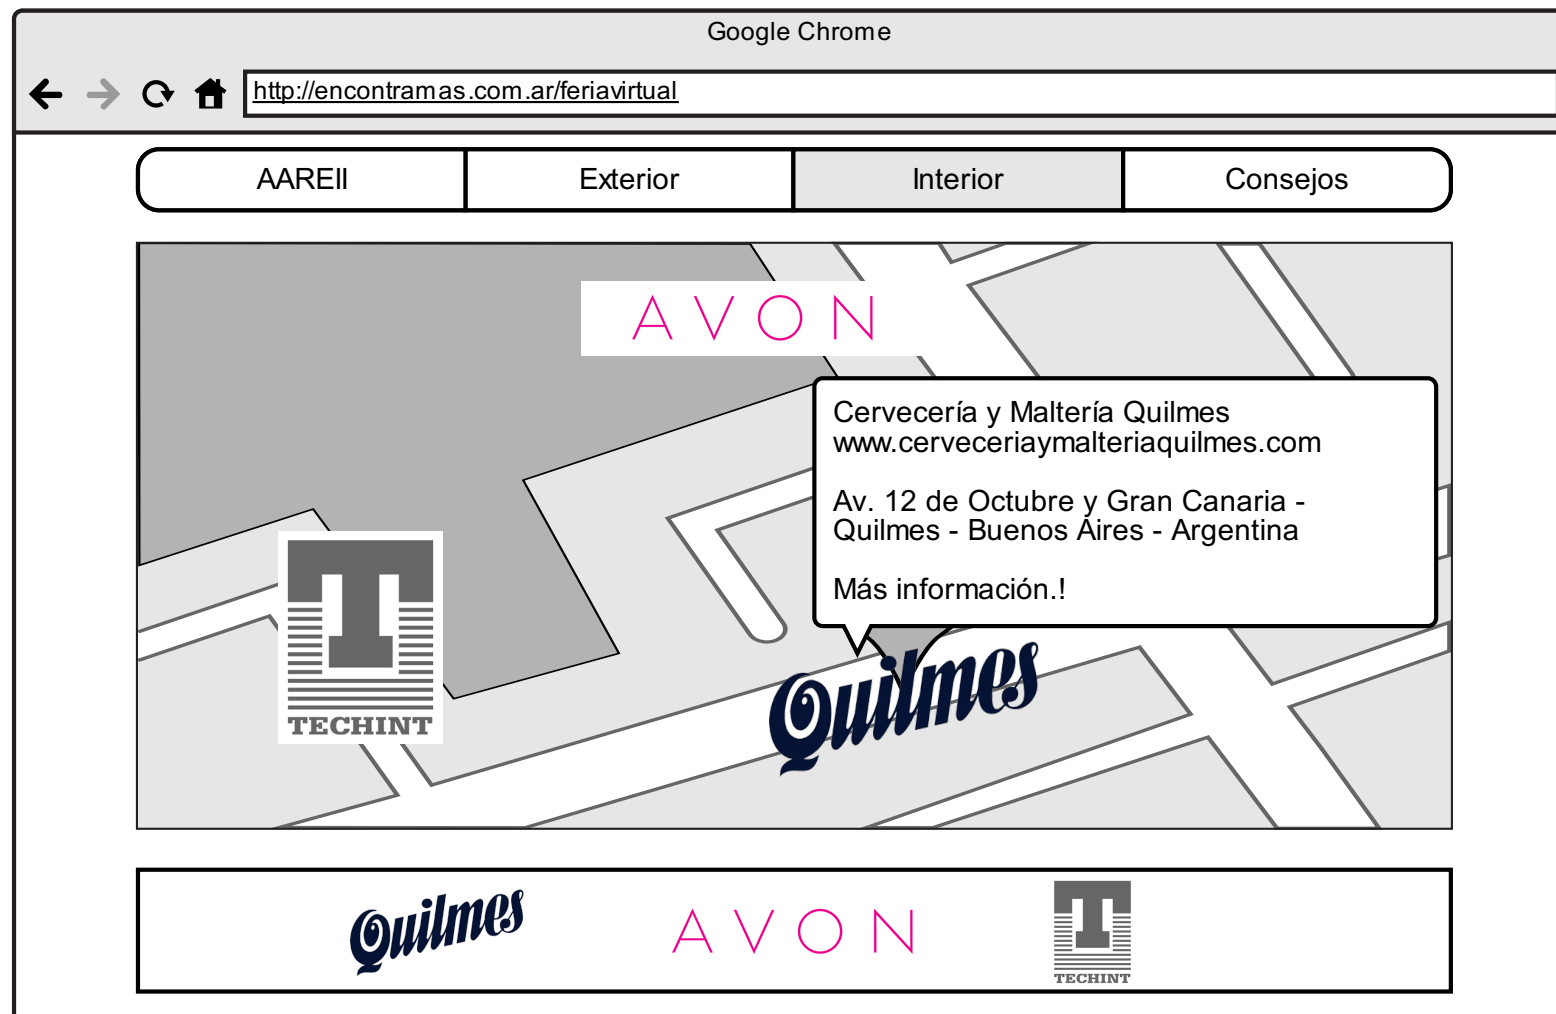 Google Chrome
http://encontramas.com.ar/feriavirtual
AAREII Exterior Interior Consejos
AVON
Cervecería y Maltería Quilmes
www.cerveceriaymalteriaquilmes.com
Av. 12 de Octubre y Gran Canaria -
Quilmes - Buenos Aires - Argentina
Más información.!
TECHINT
Quilmes
Quilmes AVON TECHINT